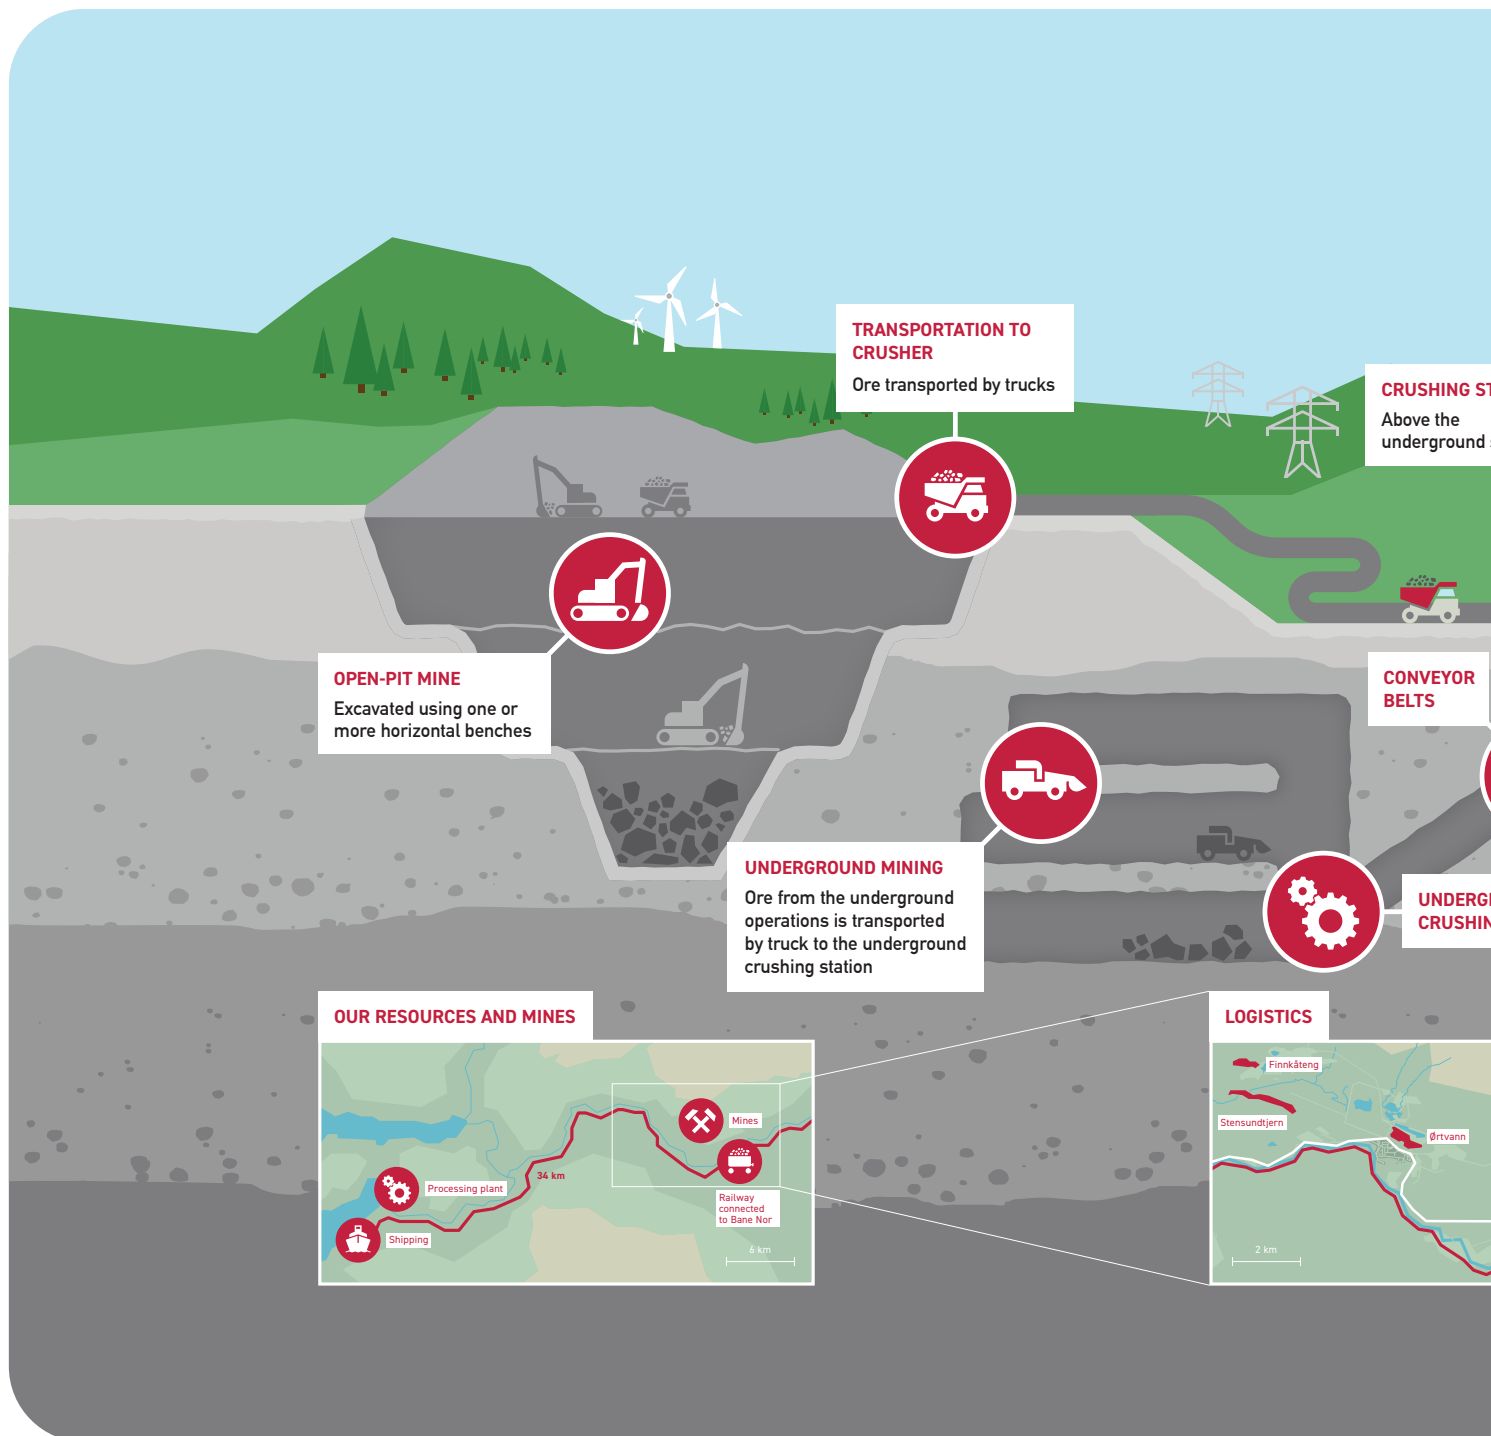 TRANSPORTATION TO
CRUSHER
Ore transported by trucks
CRUSHING
Above the
underground
OPEN-PIT MINE
Excavated using one or
more horizontal benches
CONVEYOR
BELTS
UNDERGROUND MINING
Ore from the underground
operations is transported
by truck to the underground
crushing station
OUR RESOURCES AND MINES
Mines
34 km
Processing plant
Railway
connected
to Bane Nor
Shipping
6 km
LOGISTICS
Finnkåteng
Stensundtjern
Ørtvann
2 km